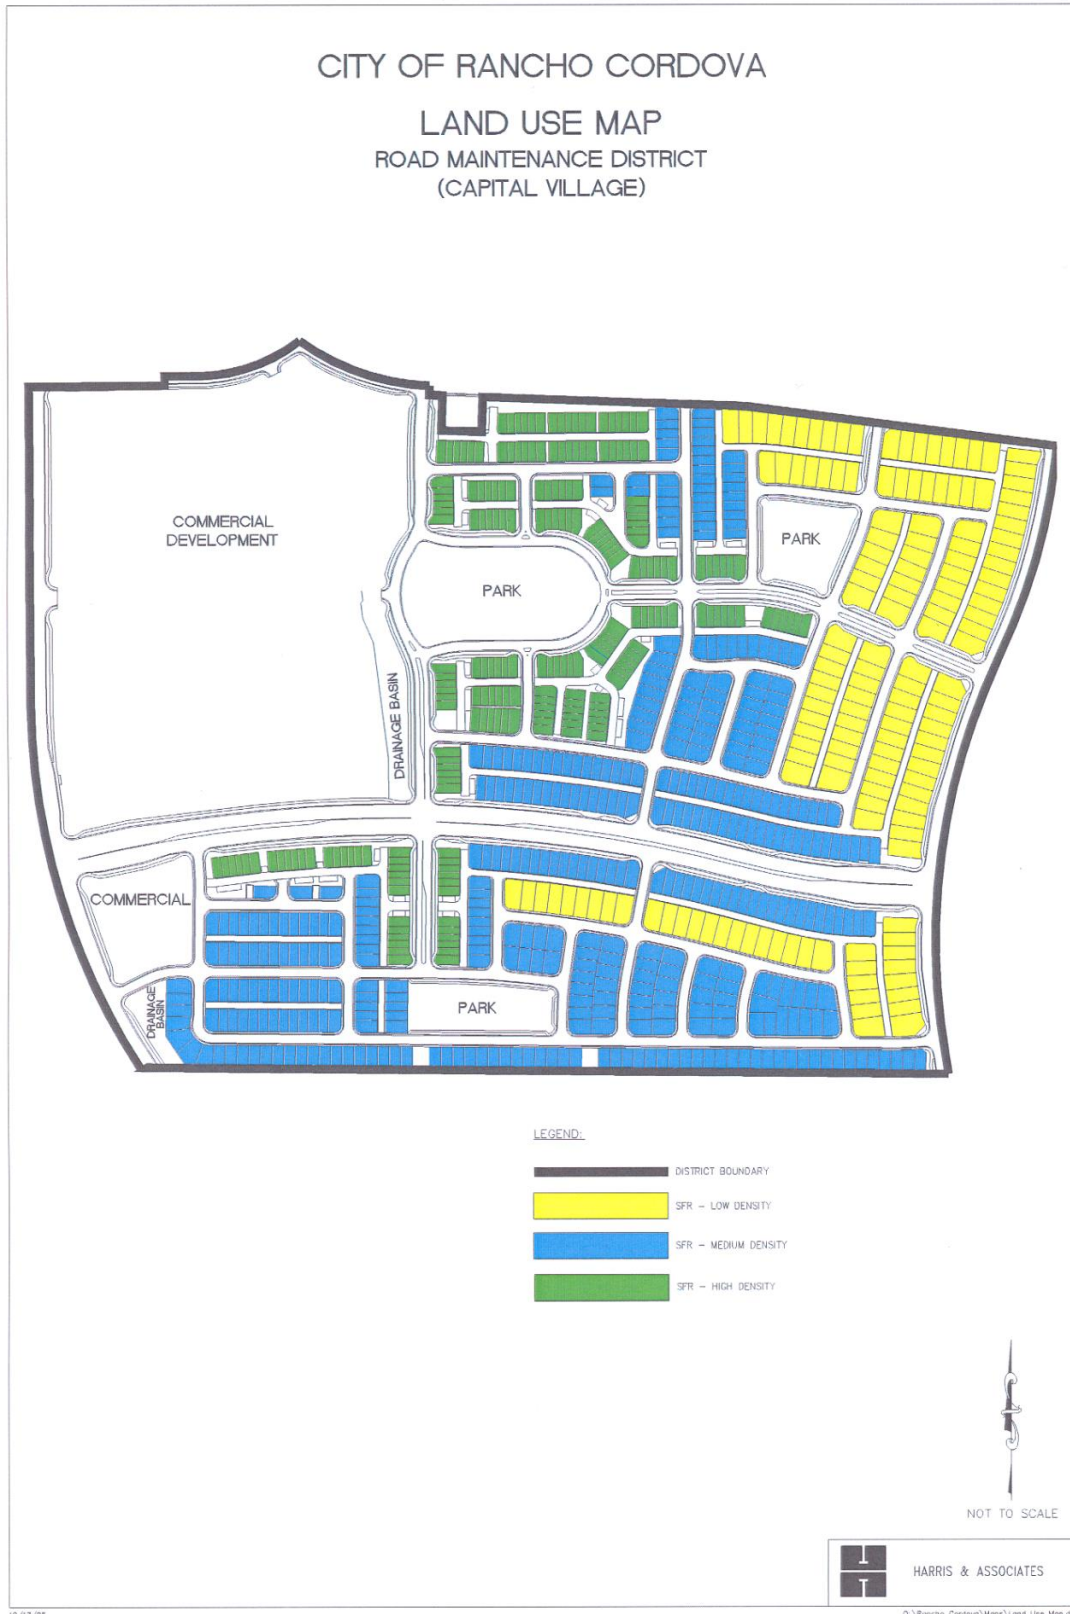 CITY OF RANCHO CORDOVA
LAND USE MAP
ROAD MAINTENANCE DISTRICT
(CAPITAL VILLAGE)
COMMERCIAL
DEVELOPMENT
PARK
PARK
DRAINAGE BASIN
COMMERCIAL
DRAINAGE
BASIN
PARK
LEGEND:
DISTRICT BOUNDARY
SFR - LOW DENSITY
SFR - MEDIUM DENSITY
SFR - HIGH DENSITY
NOT TO SCALE
HARRIS & ASSOCIATES